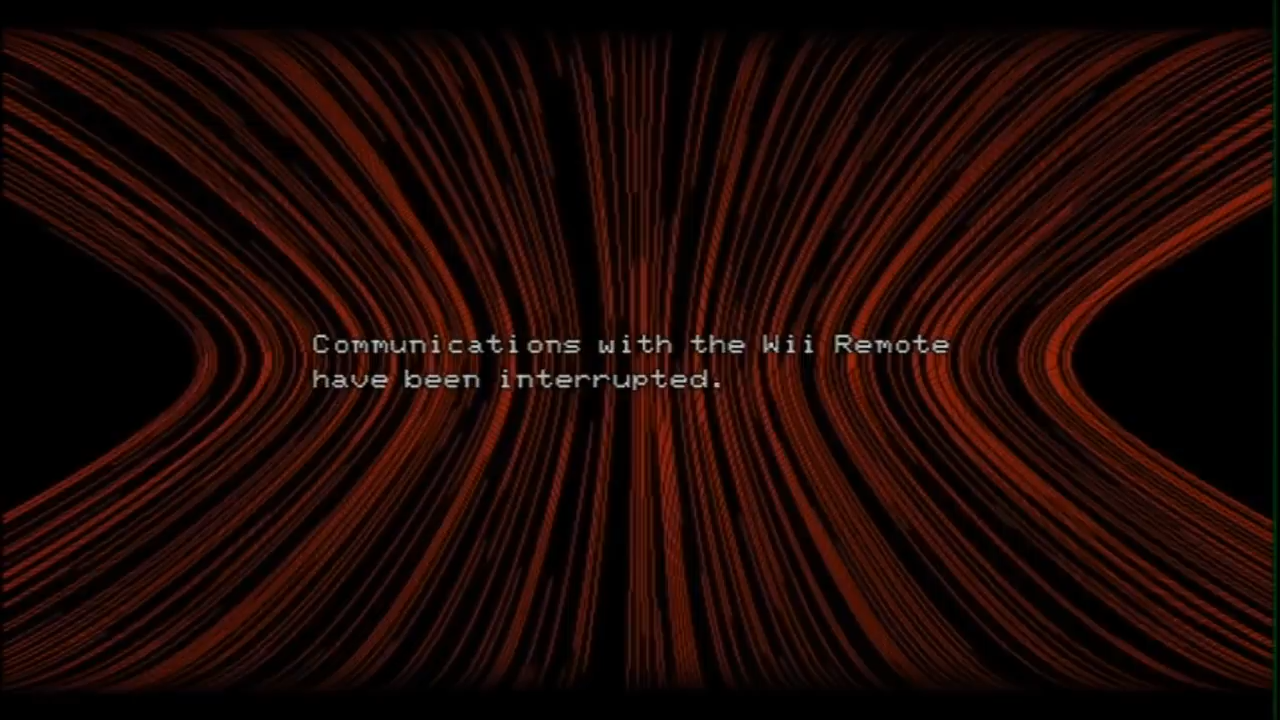 Communications with the Wii Remote
have been interrupted.